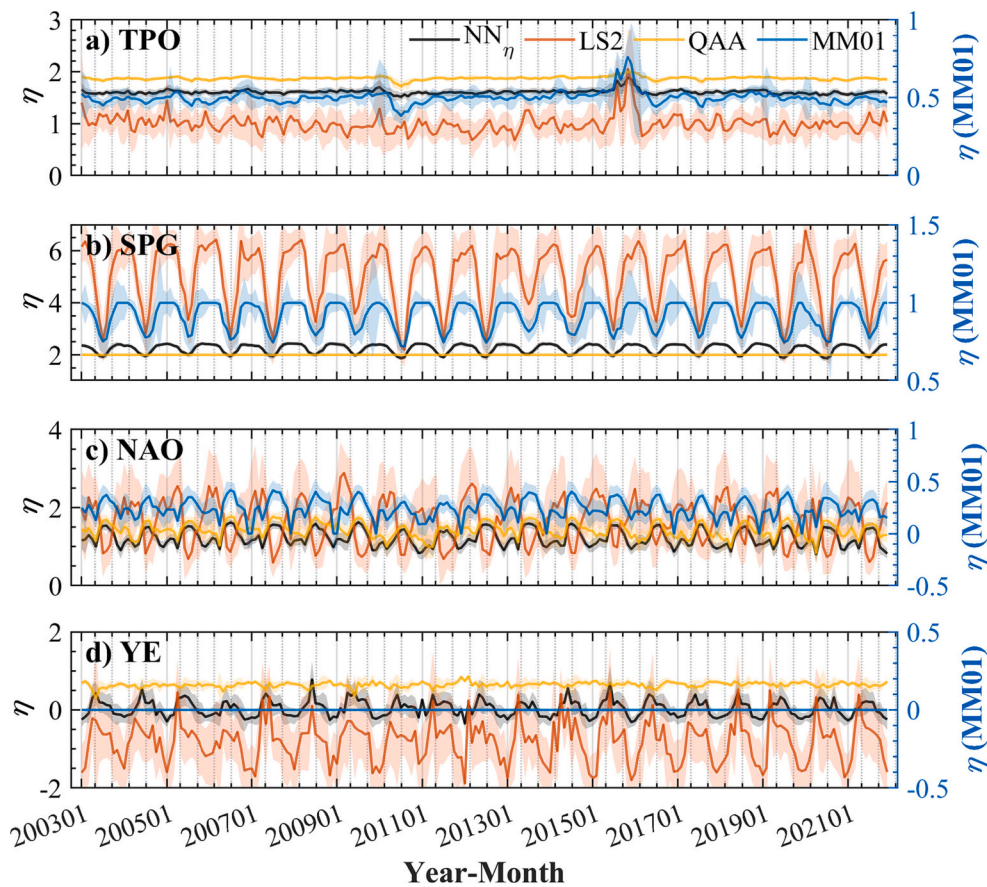 a) TPO
NNη LS2 QAA MM01
3
2
1
0
η
1
0.5
0
η (MM01)
b) SPG
6
4
2
η
1.5
1
0.5
η (MM01)
c) NAO
4
2
0
η
1
0.5
0
-0.5
η (MM01)
d) YE
2
0
-2
η
0.5
0
-0.5
η (MM01)
200301 200501 200701 200901 201101 201301 201501 201701 201901 202101
Year-Month